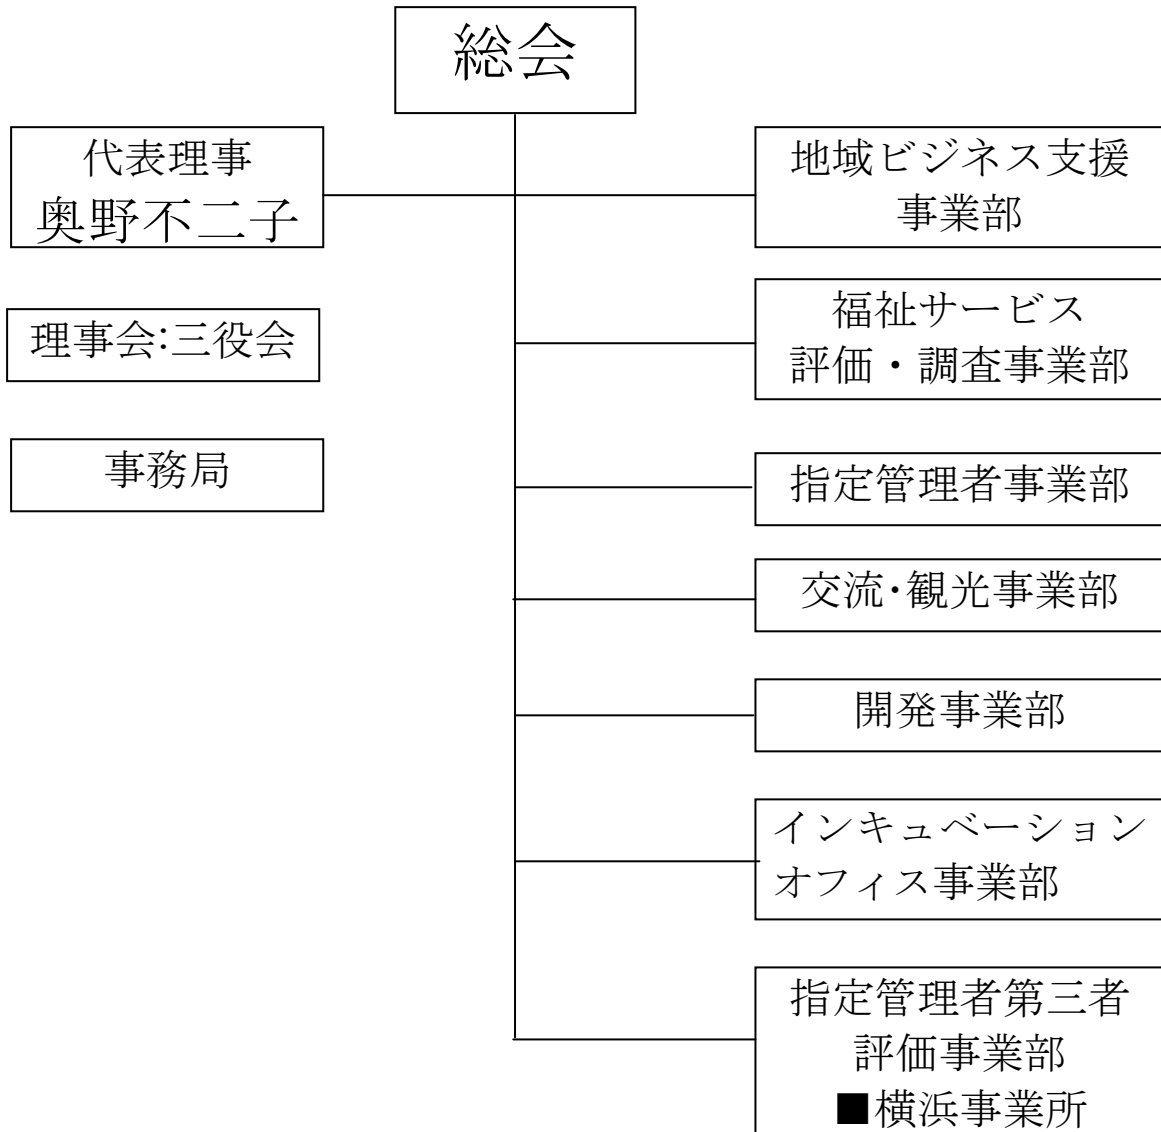 総会
代表理事
奥野不二子
理事会:三役会
事務局
地域ビジネス支援
事業部
福祉サービス
評価・調査事業部
指定管理者事業部
交流･観光事業部
開発事業部
インキュベーション
オフィス事業部
指定管理者第三者
評価事業部
■横浜事業所